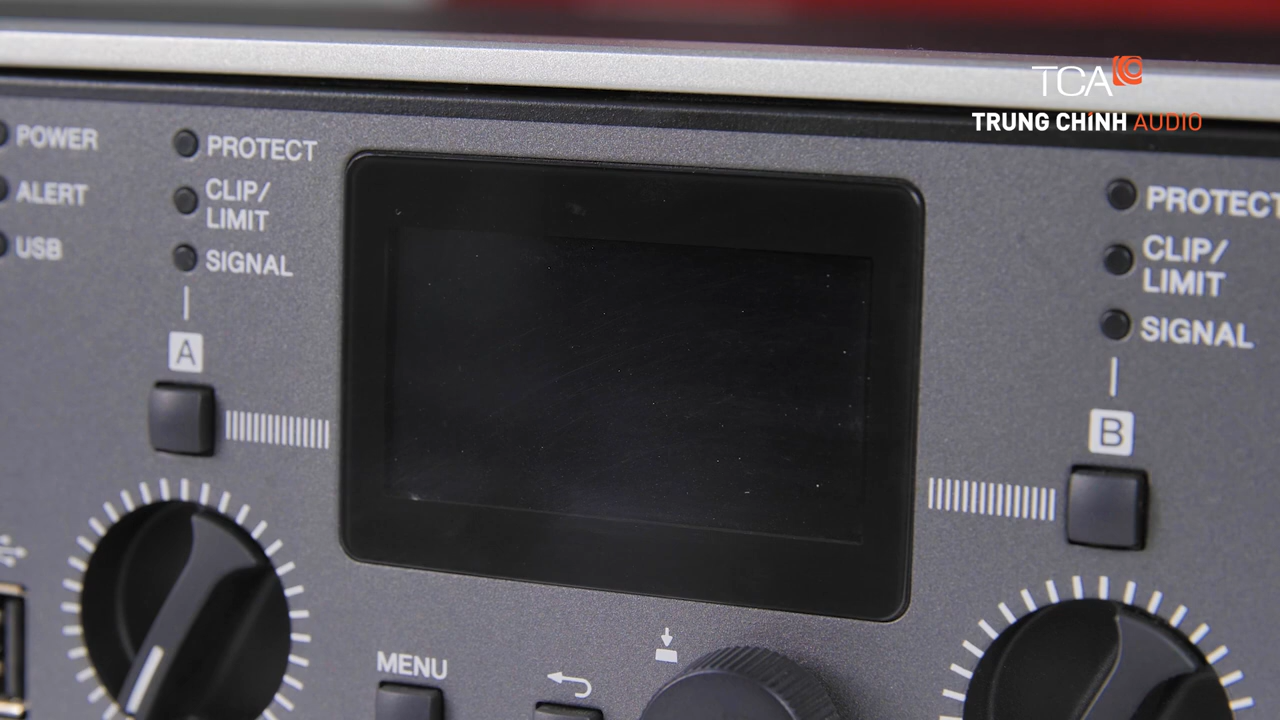 TCA
TRUNG CHÍNH AUDIO
POWER
ALERT
USB
PROTECT
CLIP/
LIMIT
SIGNAL
A
PROTECT
CLIP/
LIMIT
SIGNAL
B
MENU